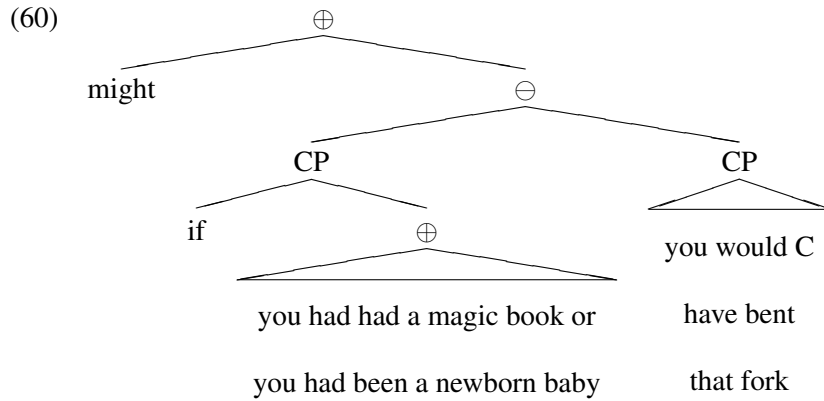 (60)
⊕
might
⊖
CP
CP
if
⊕
you would C
you had had a magic book or
have bent
you had been a newborn baby
that fork